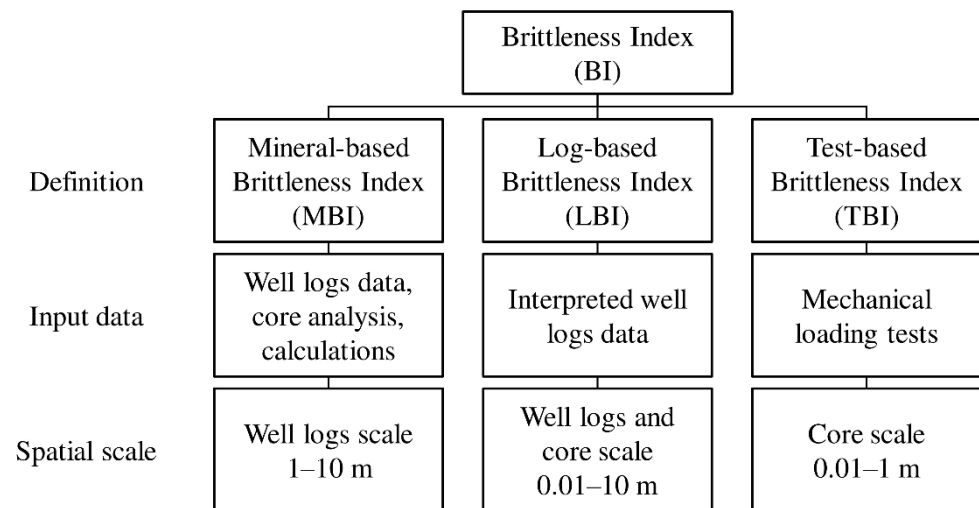 Brittleness Index
(BI)
Definition
Mineral-based
Brittleness Index
(MBI)
Log-based
Brittleness Index
(LBI)
Test-based
Brittleness Index
(TBI)
Input data
Well logs data,
core analysis,
calculations
Interpreted well
logs data
Mechanical
loading tests
Spatial scale
Well logs scale
1–10 m
Well logs and
core scale
0.01–10 m
Core scale
0.01–1 m